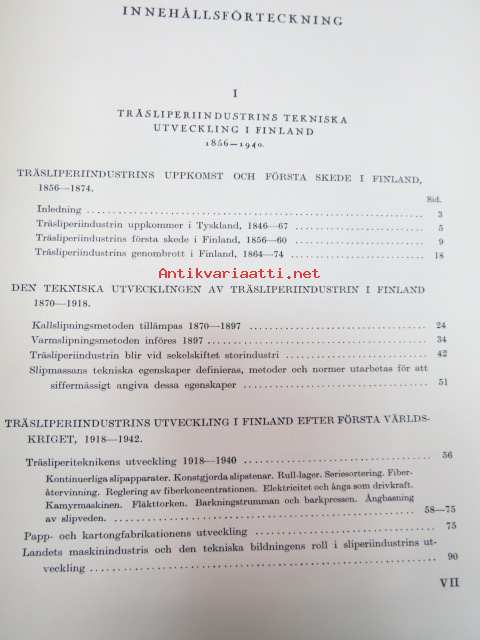 INNEHÅLLSFÖRTECKNING
I
TRÄSLIPERIINDUSTRINS TEKNISKA
UTVECKLING I FINLAND
1856—1940.
TRÄSLIPERIINDUSTRINS UPPKOMST OCH FÖRSTA SKEDE I FINLAND,
1856—1874.
Sid.
Inledning 3
Träsliperiindustrin uppkommer i Tyskland, 1846—67 5
Träsliperiindustrins första skede i Finland, 1856—60 9
Träsliperiindustrins genombrott i Finland, 1864—74 18
Antikvariaatti.net
DEN TEKNISKA UTVECKLINGEN AV TRÄSLIPERIINDUSTRIN I FINLAND
1870—1918.
Kallslipningsmetoden tillämpas 1870—1897 24
Varmslipningsmetoden införes 1897 34
Träsliperiindustrin blir vid sekelskiftet storindustri 42
Slipmassans tekniska egenskaper definieras, metoder och normer utarbetas för att
siffermässigt angiva dessa egenskaper 51
TRÄSLIPERIINDUSTRINS UTVECKLING I FINLAND EFTER FÖRSTA VÄRLDS-
KRIGET, 1918—1942.
Träsliperiteknikens utveckling 1918—1940 56
Kontinuerliga slipapparater. Konstgjorda slipstenar. Rull-lager. Seriesortering. Fiber-
återvinning. Reglering av fiberkoncentrationen. Elektricitet och ånga som drivkraft.
Kamyrmaskinen. Fläkttorken. Barkningstrumman och barkpressen. Ångbasning
av slipveden. 58—75
Papp- och kartongfabrikationens utveckling 75
Landets maskinindustri och den tekniska bildningens roll i sliperiindustrins ut-
veckling 90
VII